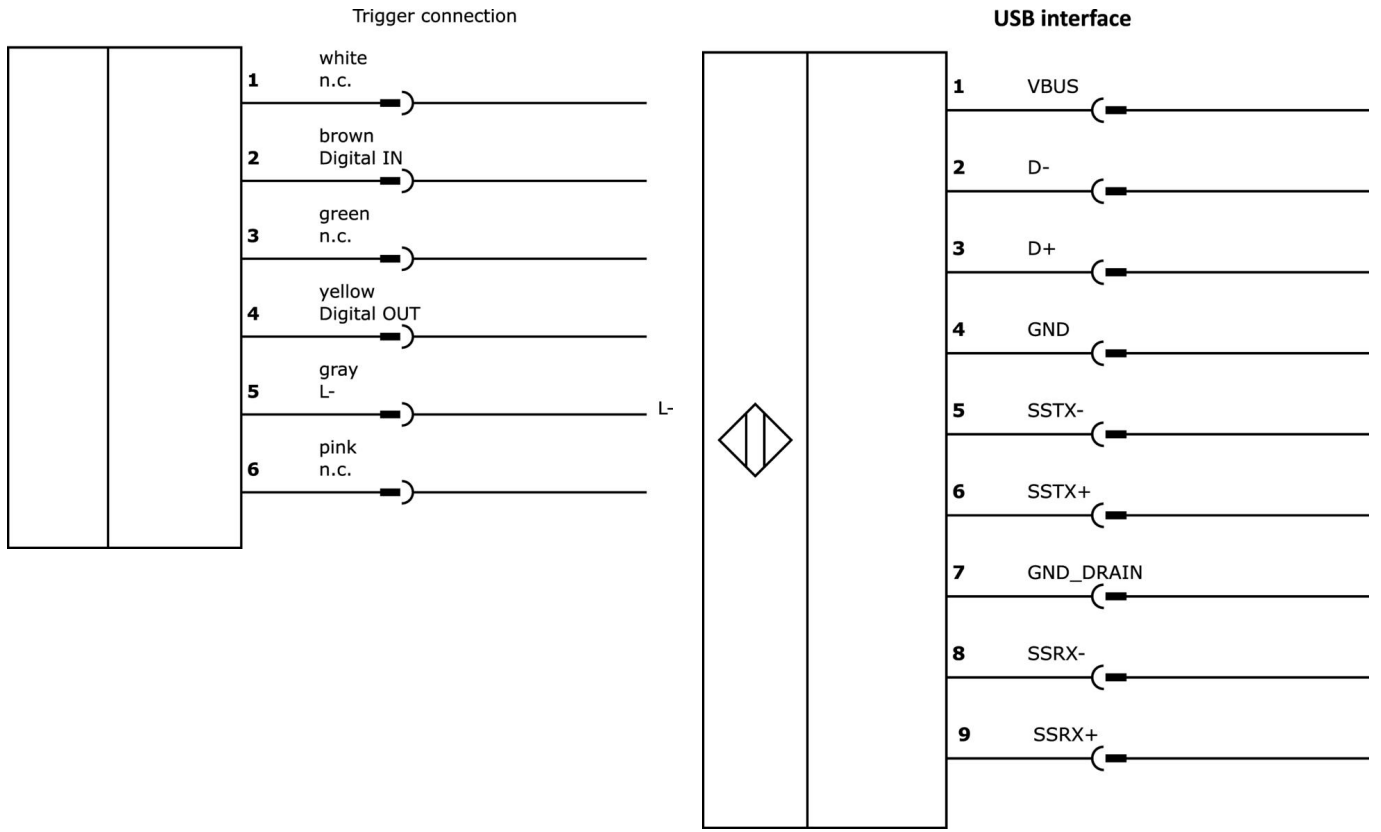 Trigger connection
white
1 n.c.
brown
2 Digital IN
green
3 n.c.
yellow
4 Digital OUT
gray
5 L-
L-
pink
6 n.c.
USB interface
1 VBUS
2 D-
3 D+
4 GND
5 SSTX-
6 SSTX+
7 GND_DRAIN
8 SSRX-
9 SSRX+